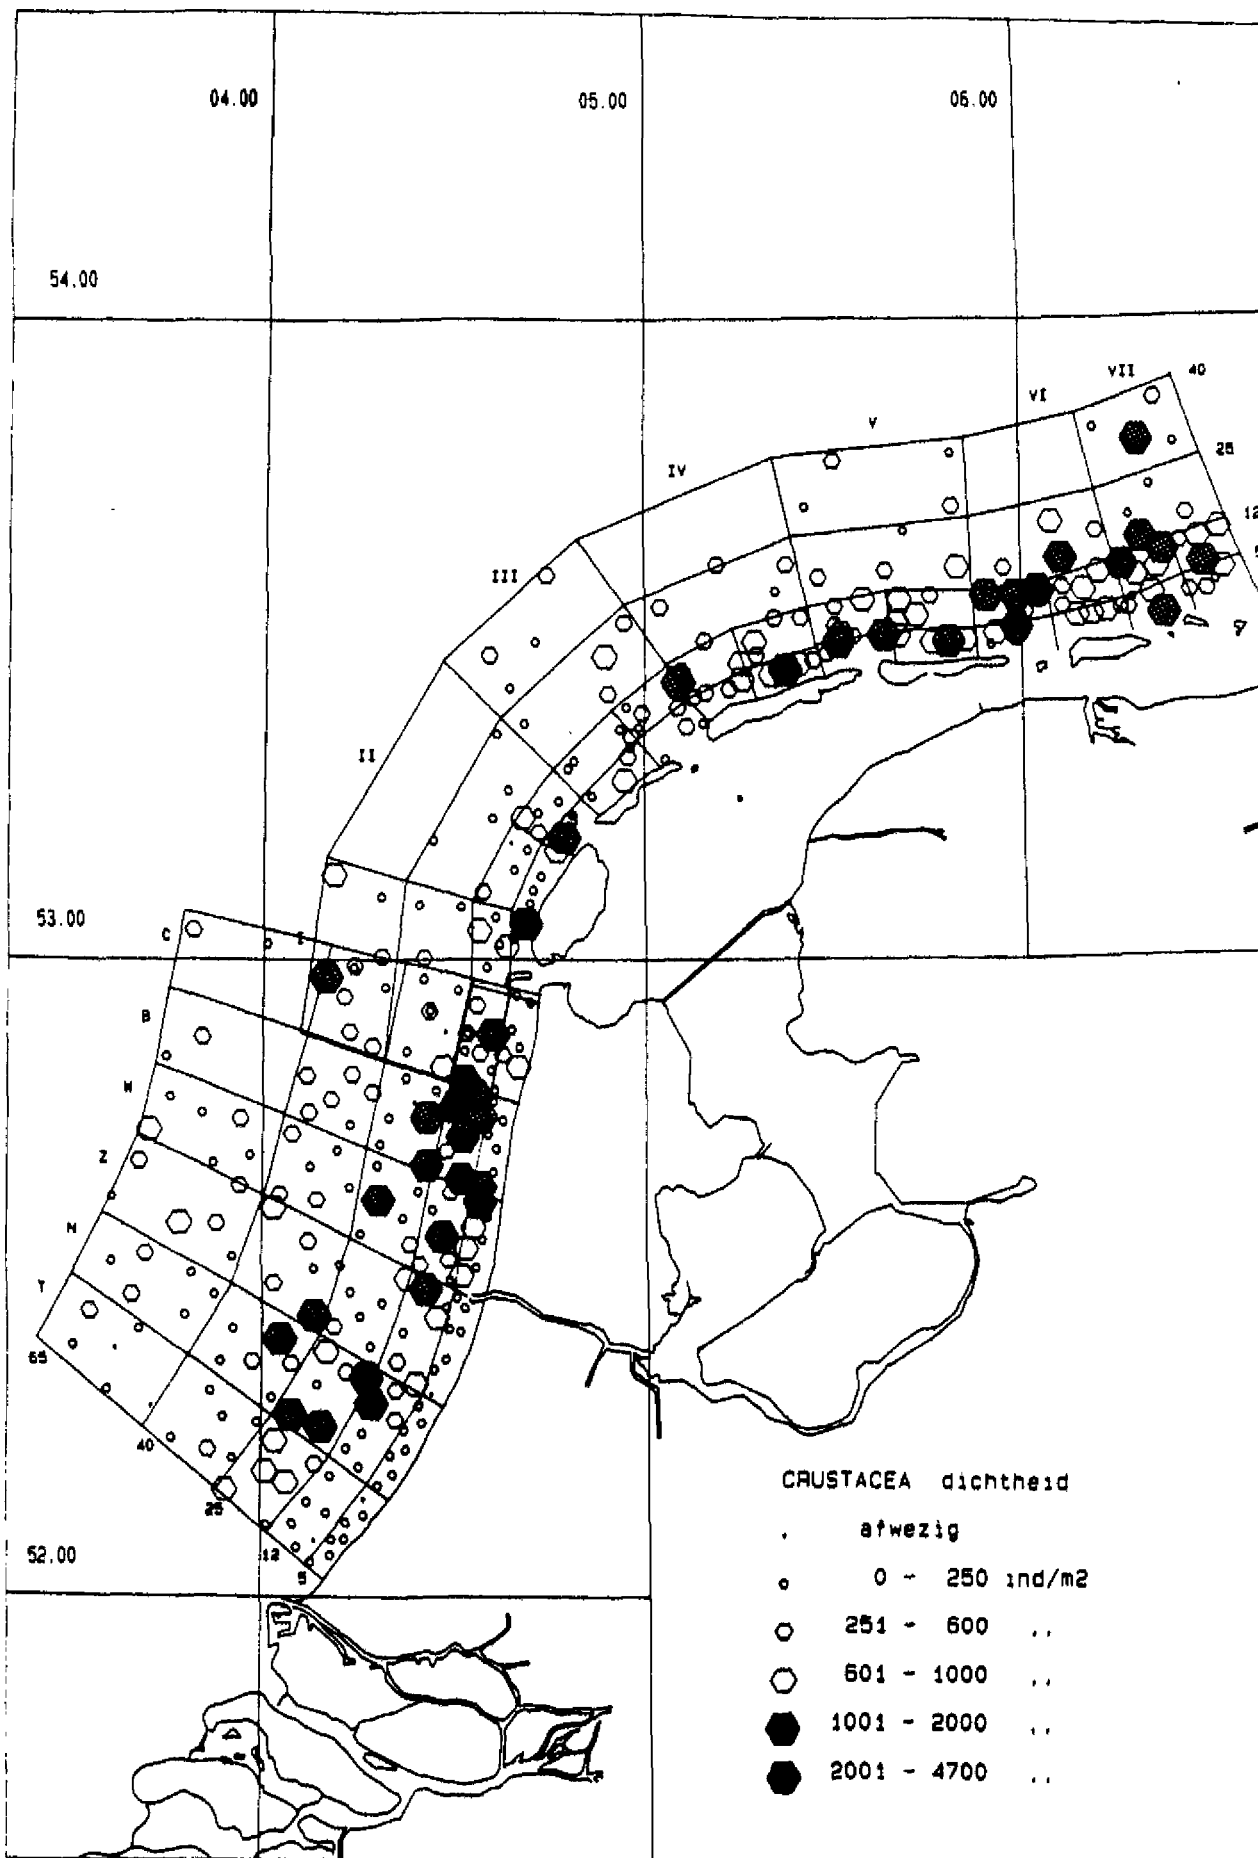 04.00 05.00 06.00
54.00
VII 40
VI
V
25
IV
12
5
III
II
53.00
C I
B
W
Z
N
T
65
40
25
12
5
52.00
CRUSTACEA dichtheid
. afwezig
0 - 250 ind/m2
251 - 600 ,,
601 - 1000 ,,
1001 - 2000 ,,
2001 - 4700 ,,